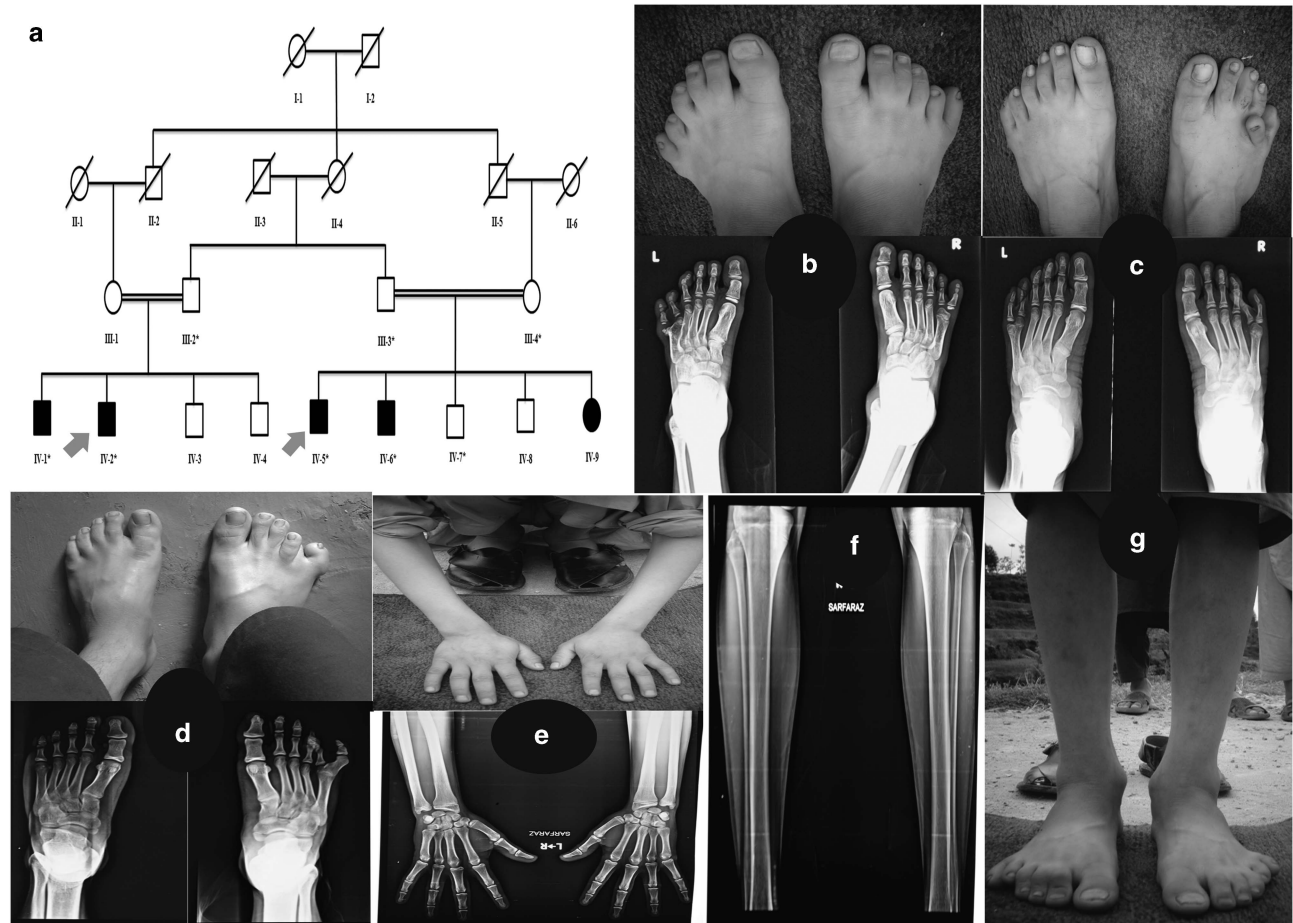 a
I-1 I-2
II-1 II-2 II-3 II-4 II-5 II-6
III-1 III-2* III-3* III-4*
IV-1* IV-2* IV-3 IV-4 IV-5* IV-6* IV-7* IV-8 IV-9
L R
b
L R
c
d
e
SARFARAZ
L→R
f
SARFARAZ
g